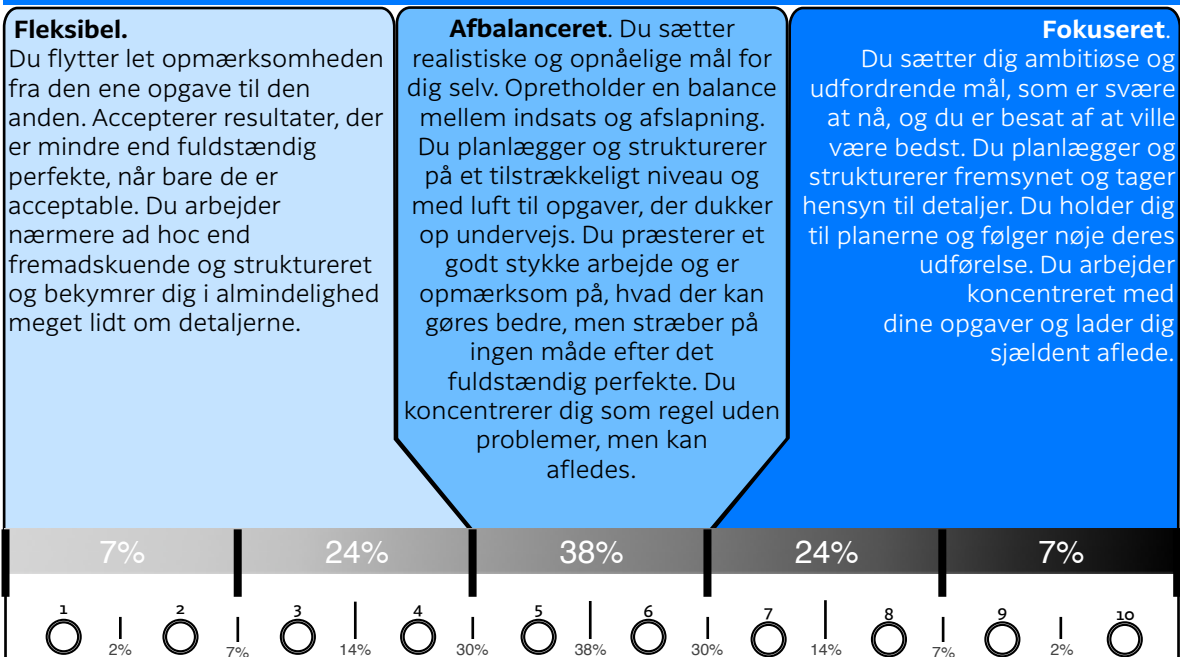 Fleksibel.
Du flytter let opmærksomheden
fra den ene opgave til den
anden. Accepterer resultater, der
er mindre end fuldstændig
perfekte, når bare de er
acceptable. Du arbejder
nærmere ad hoc end
fremadskuende og struktureret
og bekymrer dig i almindelighed
meget lidt om detaljerne.
Afbalanceret. Du sætter
realistiske og opnåelige mål for
dig selv. Opretholder en balance
mellem indsats og afslapning.
Du planlægger og strukturerer
på et tilstrækkeligt niveau og
med luft til opgaver, der dukker
op undervejs. Du præsterer et
godt stykke arbejde og er
opmærksom på, hvad der kan
gøres bedre, men stræber på
ingen måde efter det
fuldstændig perfekte. Du
koncentrerer dig som regel uden
problemer, men kan
afledes.
Fokuseret.
Du sætter dig ambitiøse og
udfordrende mål, som er svære
at nå, og du er besat af at ville
være bedst. Du planlægger og
strukturerer fremsynet og tager
hensyn til detaljer. Du holder dig
til planerne og følger nøje deres
udførelse. Du arbejder
koncentreret med
dine opgaver og lader dig
sjældent aflede.
7% 24% 38% 24% 7%
1 2 3 4 5 6 7 8 9 10
2% 7% 14% 30% 38% 30% 14% 7% 2%